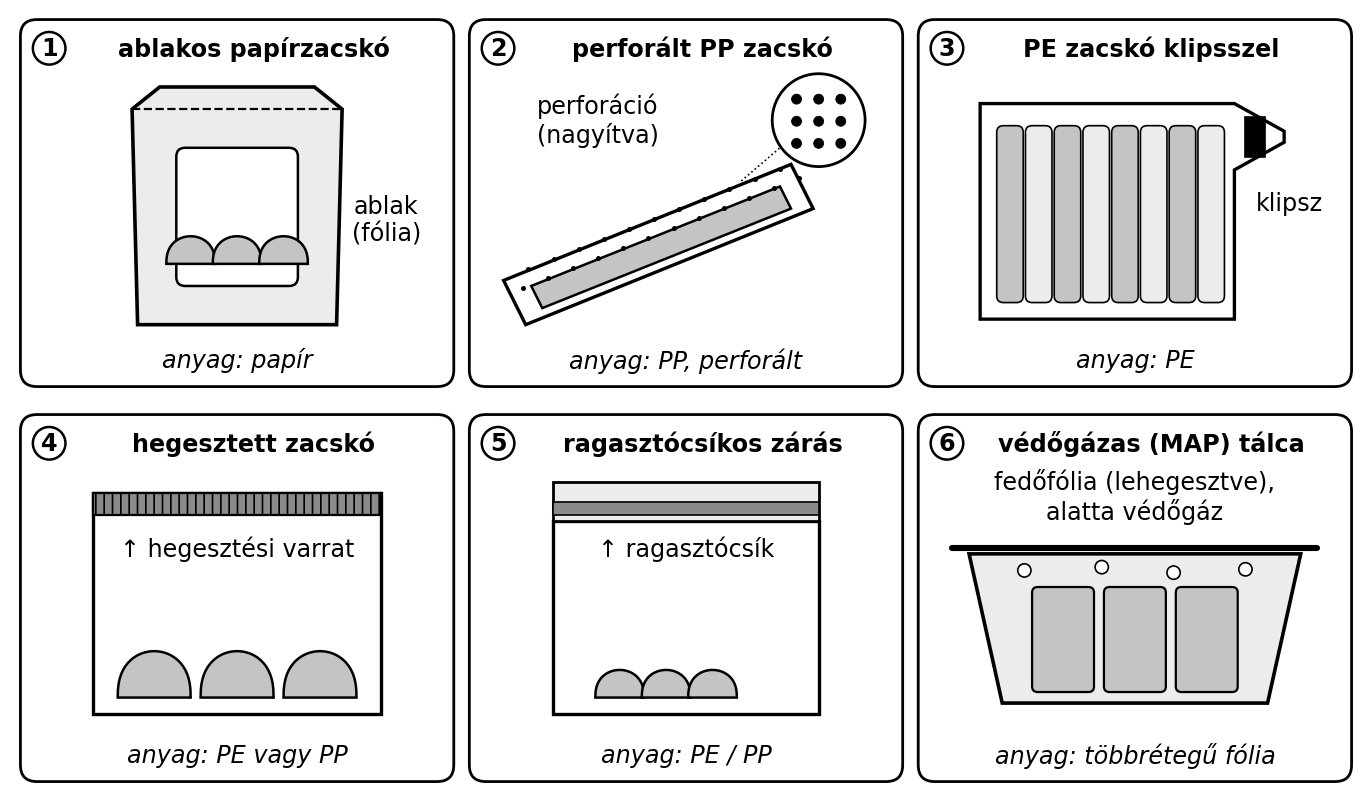 1 ablakos papírzacskó
ablak
(fólia)
anyag: papír
2 perforált PP zacskó
perforáció
(nagyítva)
anyag: PP, perforált
3 PE zacskó klipsszel
klipsz
anyag: PE
4 hegesztett zacskó
↑ hegesztési varrat
anyag: PE vagy PP
5 ragasztócsíkos zárás
↑ ragasztócsík
anyag: PE / PP
6 védőgázas (MAP) tálca
fedőfólia (lehegesztve),
alatta védőgáz
anyag: többrétegű fólia